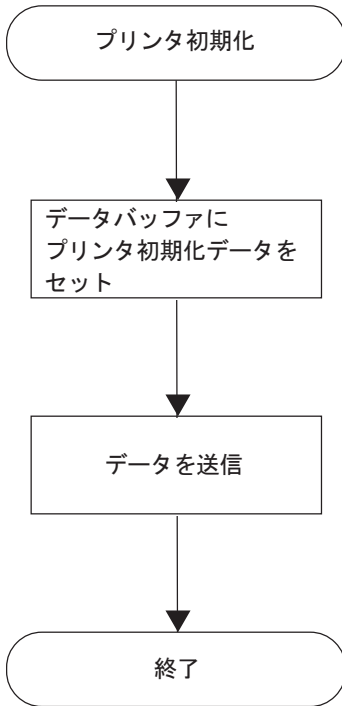 プリンタ初期化
データバッファに
プリンタ初期化データを
セット
データを送信
終了